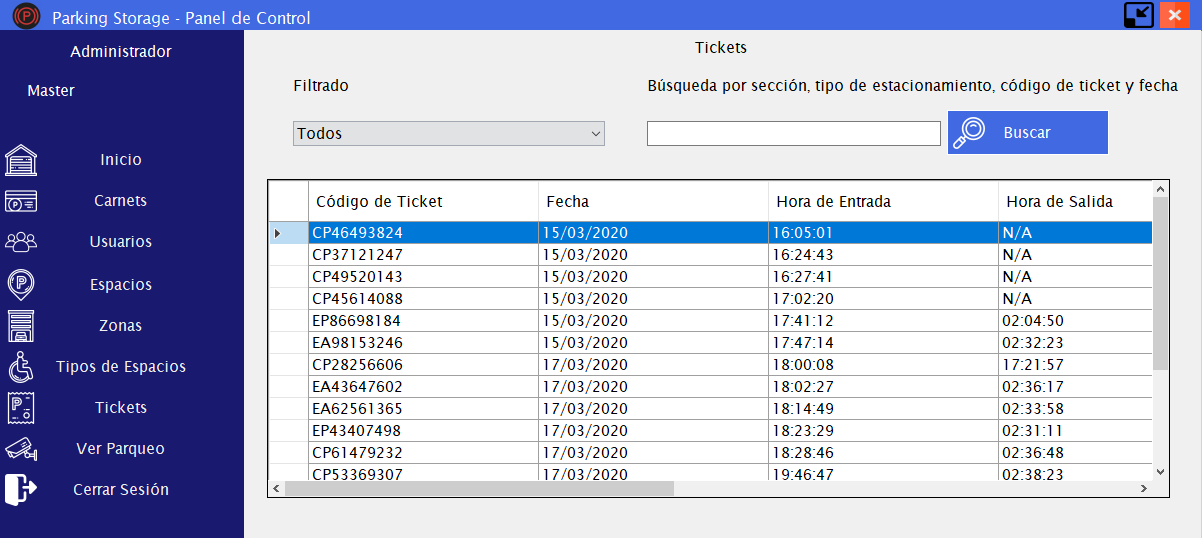 Parking Storage - Panel de Control
Administrador
Master
Inicio
Carnets
Usuarios
Espacios
Zonas
Tipos de Espacios
Tickets
Ver Parqueo
Cerrar Sesión
Tickets
Filtrado
Búsqueda por sección, tipo de estacionamiento, código de ticket y fecha
Todos
Buscar
Código de Ticket Fecha Hora de Entrada Hora de Salida
CP46493824 15/03/2020 16:05:01 N/A
CP37121247 15/03/2020 16:24:43 N/A
CP49520143 15/03/2020 16:27:41 N/A
CP45614088 15/03/2020 17:02:20 N/A
EP86698184 15/03/2020 17:41:12 02:04:50
EA98153246 15/03/2020 17:47:14 02:32:23
CP28256606 17/03/2020 18:00:08 17:21:57
EA43647602 17/03/2020 18:02:27 02:36:17
EA62561365 17/03/2020 18:14:49 02:33:58
EP43407498 17/03/2020 18:23:29 02:31:11
CP61479232 17/03/2020 18:28:46 02:36:48
CP53369307 17/03/2020 19:46:47 02:38:23